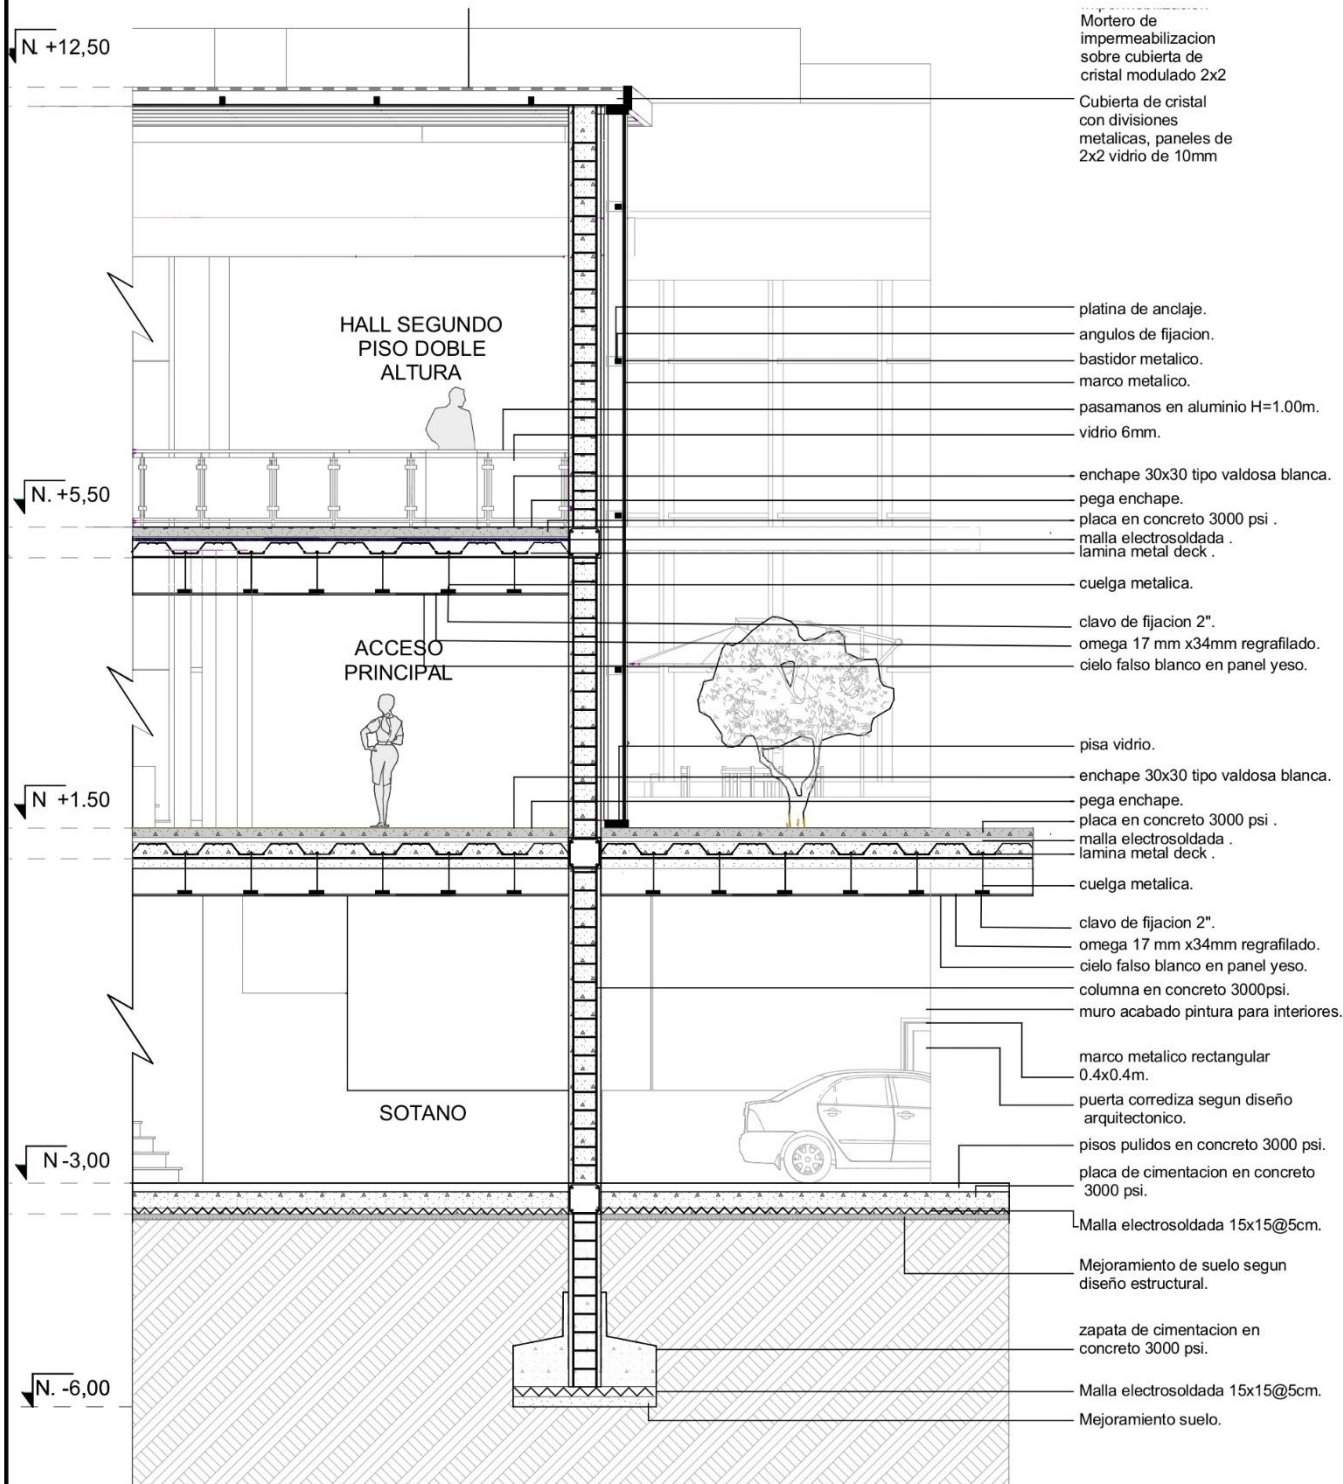 N. +12,50
N. +5,50
N +1.50
N -3,00
N. -6,00
HALL SEGUNDO
PISO DOBLE
ALTURA
ACCESO
PRINCIPAL
SOTANO
Mortero de
impermeabilizacion
sobre cubierta de
cristal modulado 2x2
Cubierta de cristal
con divisiones
metalicas, paneles de
2x2 vidrio de 10mm
platina de anclaje.
angulos de fijacion.
bastidor metalico.
marco metalico.
pasamanos en aluminio H=1.00m.
vidrio 6mm.
enchape 30x30 tipo valdosa blanca.
pega enchape.
placa en concreto 3000 psi .
malla electrosoldada .
lamina metal deck .
cuelga metalica.
clavo de fijacion 2".
omega 17 mm x34mm regrafilado.
cielo falso blanco en panel yeso.
pisa vidrio.
enchape 30x30 tipo valdosa blanca.
pega enchape.
placa en concreto 3000 psi .
malla electrosoldada .
lamina metal deck .
cuelga metalica.
clavo de fijacion 2".
omega 17 mm x34mm regrafilado.
cielo falso blanco en panel yeso.
columna en concreto 3000psi.
muro acabado pintura para interiores.
marco metalico rectangular
0.4x0.4m.
puerta corrediza segun diseño
arquitectonico.
pisos pulidos en concreto 3000 psi.
placa de cimentacion en concreto
3000 psi.
Malla electrosoldada 15x15@5cm.
Mejoramiento de suelo segun
diseño estructural.
zapata de cimentacion en
concreto 3000 psi.
Malla electrosoldada 15x15@5cm.
Mejoramiento suelo.